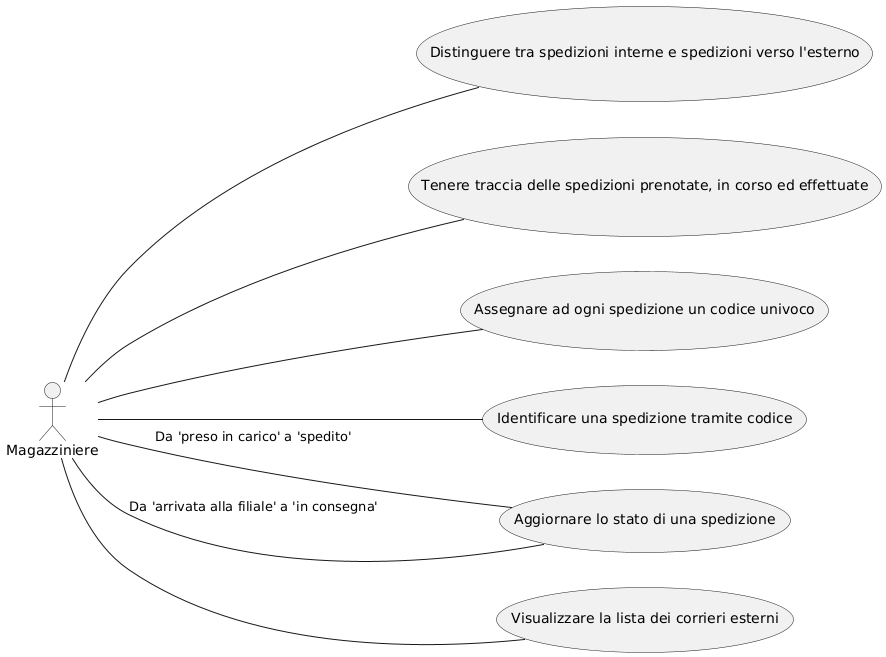 Distinguere tra spedizioni interne e spedizioni verso l'esterno
Tenere traccia delle spedizioni prenotate, in corso ed effettuate
Assegnare ad ogni spedizione un codice univoco
Identificare una spedizione tramite codice
Da 'preso in carico' a 'spedito'
Magazziniere
Da 'arrivata alla filiale' a 'in consegna'
Aggiornare lo stato di una spedizione
Visualizzare la lista dei corrieri esterni